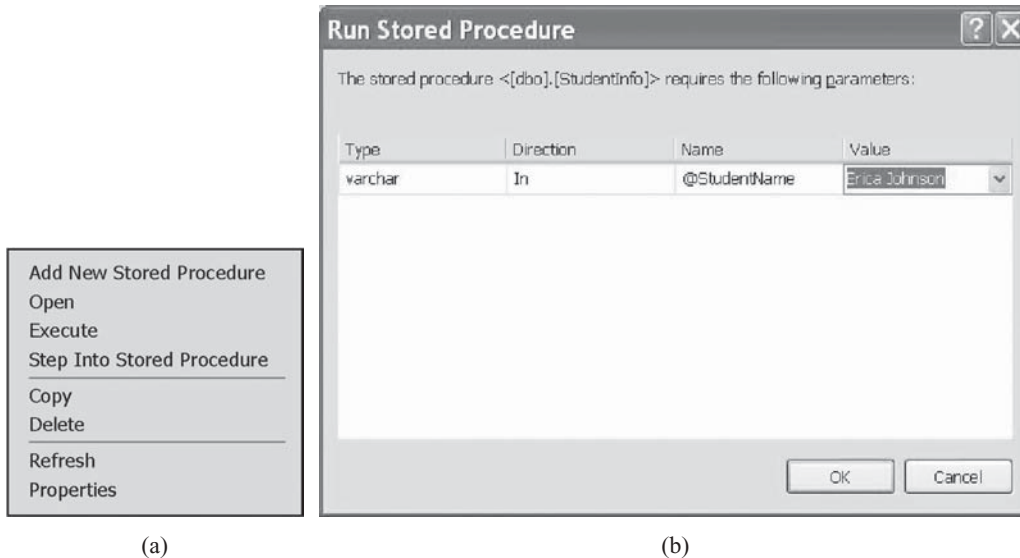 Run Stored Procedure
The stored procedure <[dbo].[StudentInfo]> requires the following parameters:
Type Direction Name Value
varchar In @StudentName Erica Johnson
OK Cancel
Add New Stored Procedure
Open
Execute
Step Into Stored Procedure
Copy
Delete
Refresh
Properties
(a) (b)